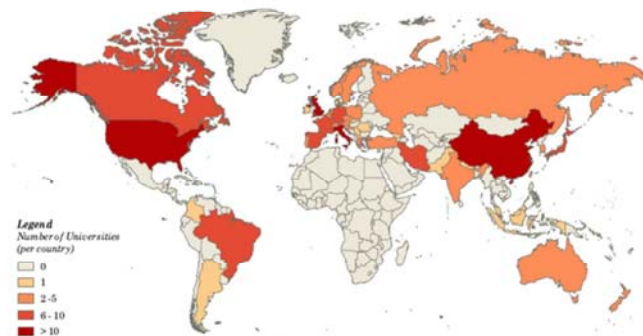 Legend
Number of Universities
(per country)
0
1
2-5
6-10
>10